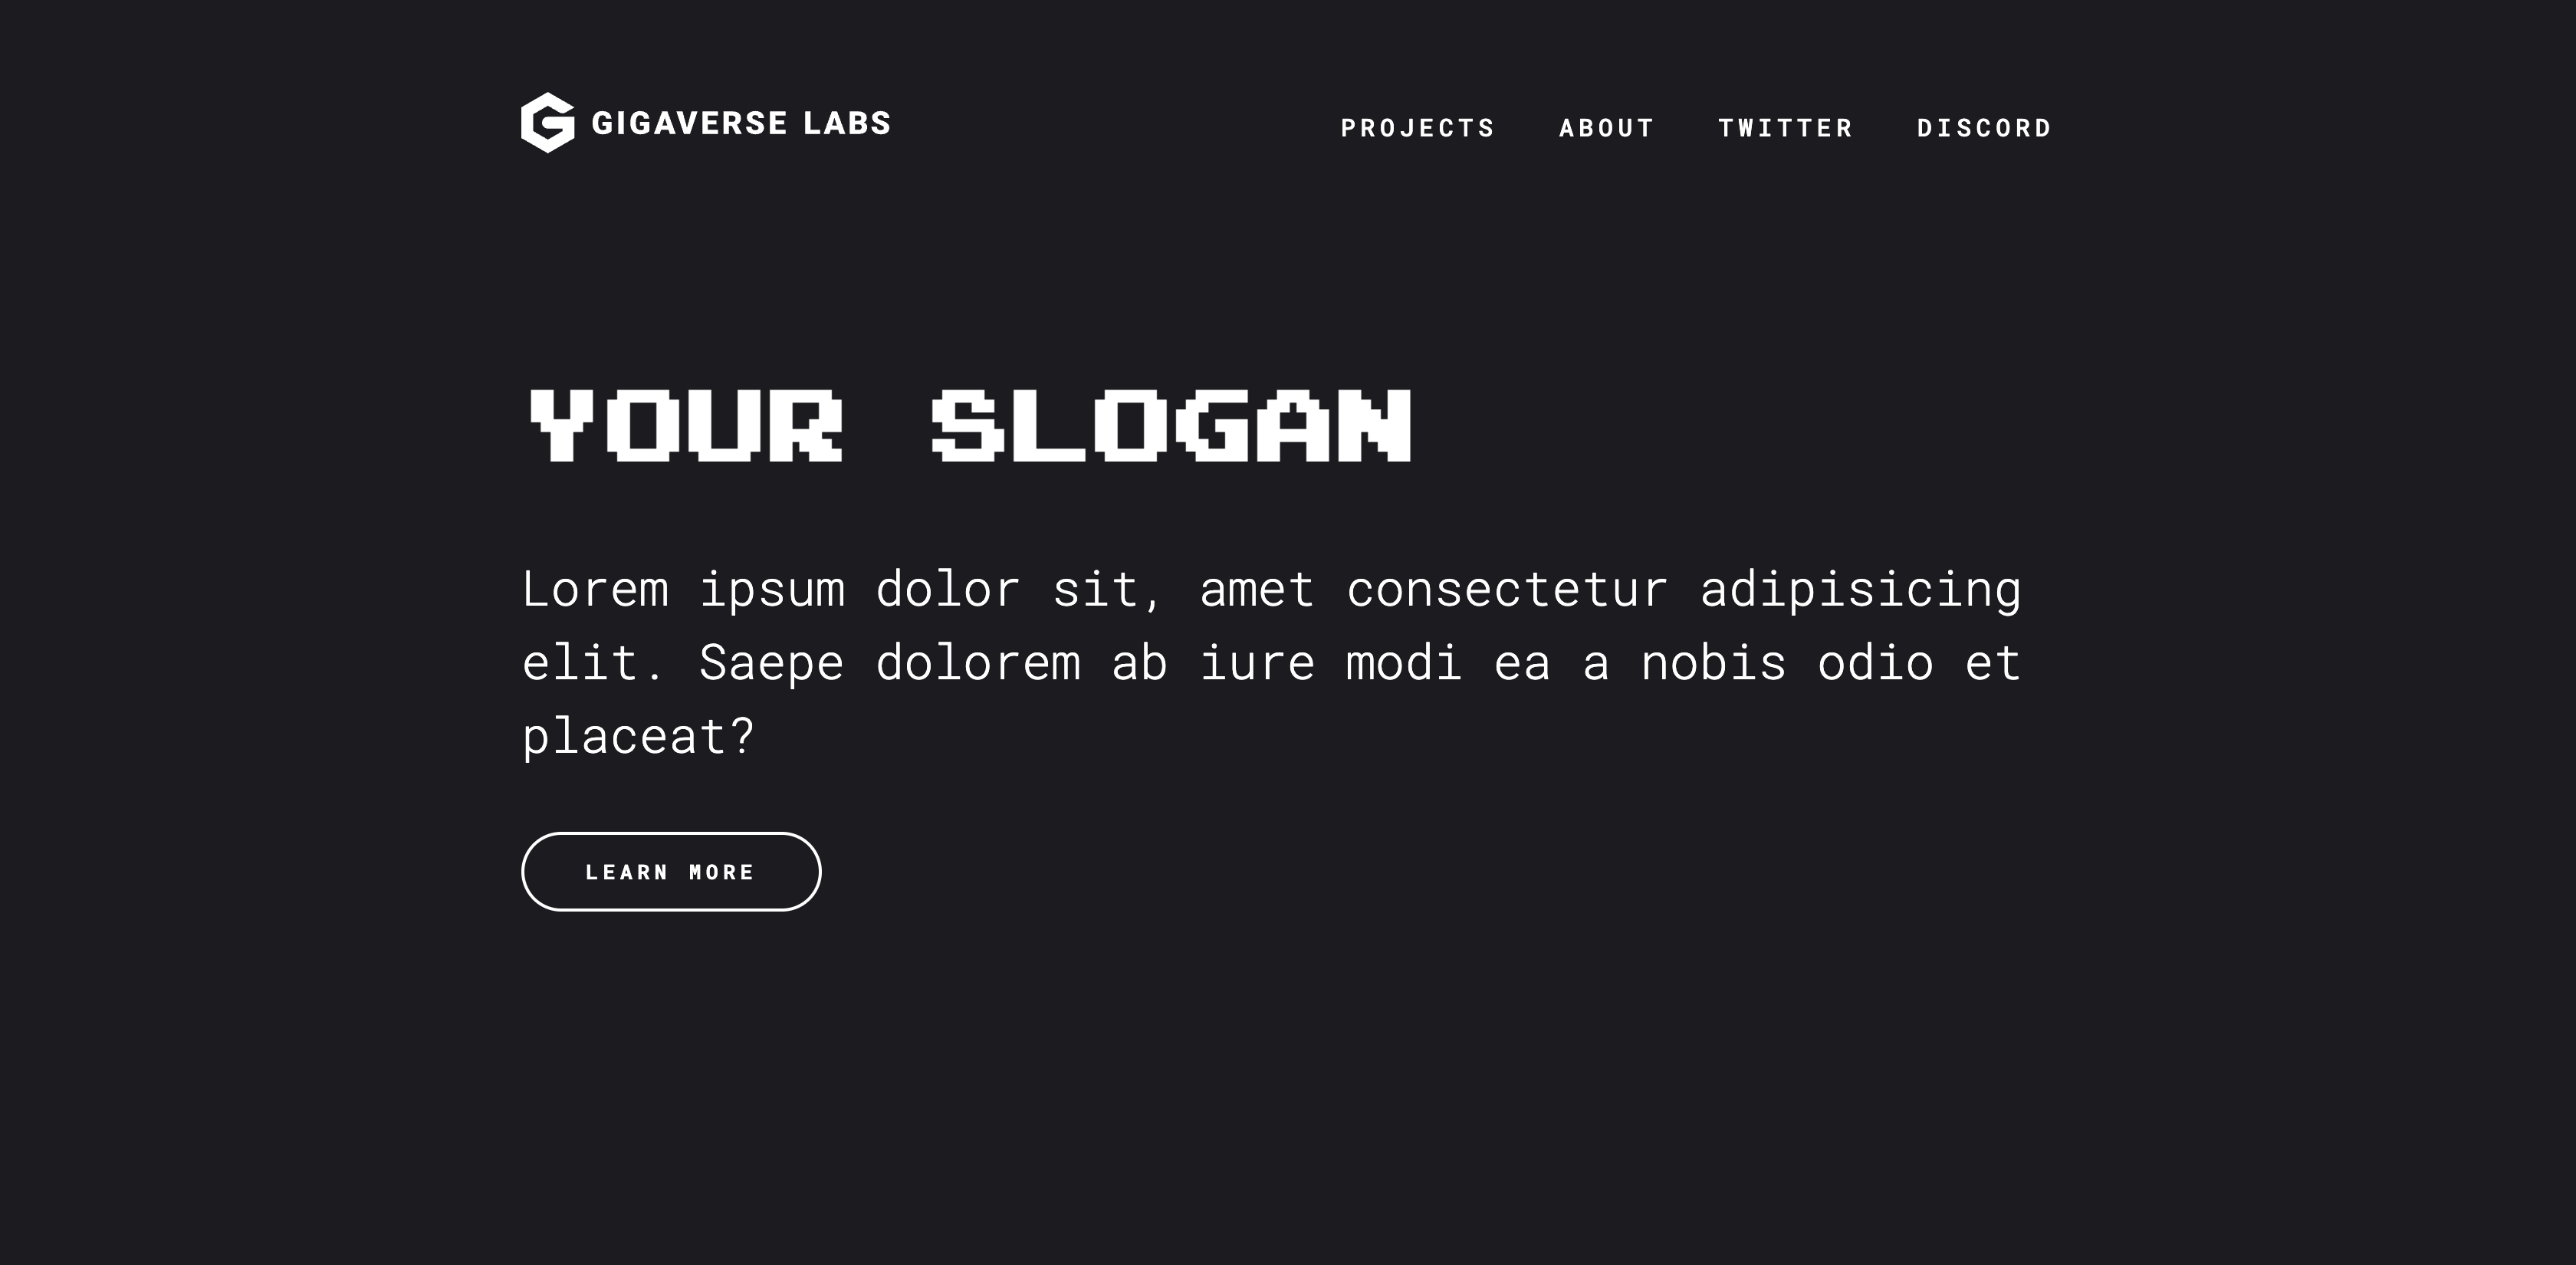 GIGAVERSE LABS
PROJECTS ABOUT TWITTER DISCORD
YOUR SLOGAN
Lorem ipsum dolor sit, amet consectetur adipisicing
elit. Saepe dolorem ab iure modi ea a nobis odio et
placeat?
LEARN MORE